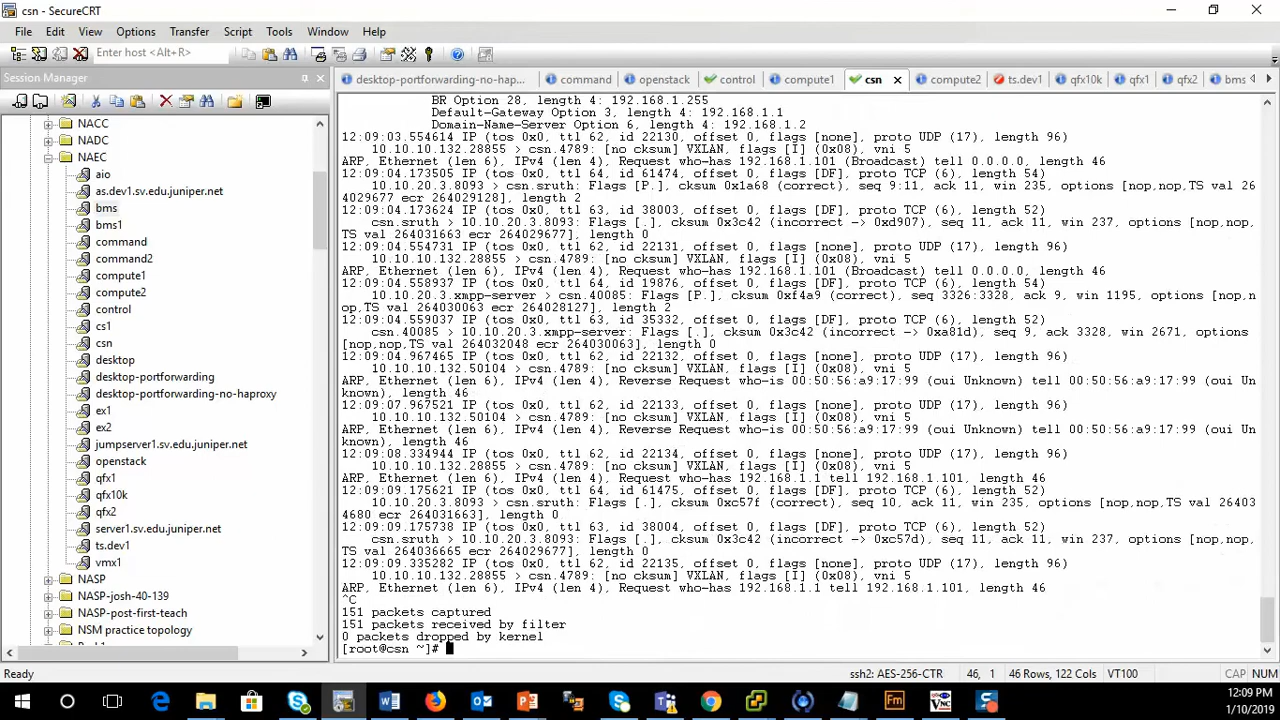 csn - SecureCRT
File Edit View Options Transfer Script Tools Window Help
Enter host <Alt+R>
Session Manager
desktop-portforwarding-no-hap... command openstack control compute1 csn compute2 ts.dev1 qfx10k qfx1 qfx2 bms
NACC
NADC
NAEC
aio
as.dev1.sv.edu.juniper.net
bms
bms1
command
command2
compute1
compute2
control
cs1
csn
desktop
desktop-portforwarding
desktop-portforwarding-no-haproxy
ex1
ex2
jumpserver1.sv.edu.juniper.net
openstack
qfx1
qfx10k
qfx2
server1.sv.edu.juniper.net
ts.dev1
vmx1
NASP
NASP-josh-40-139
NASP-post-first-teach
NSM practice topology
BR Option 28, length 4: 192.168.1.255
Default-Gateway Option 3, length 4: 192.168.1.1
Domain-Name-Server Option 6, length 4: 192.168.1.2
12:09:03.554614 IP (tos 0x0, ttl 62, id 22130, offset 0, flags [none], proto UDP (17), length 96)
10.10.10.132.28855 > csn.4789: [no cksum] VXLAN, flags [I] (0x08), vni 5
ARP, Ethernet (len 6), IPv4 (len 4), Request who-has 192.168.1.101 (Broadcast) tell 0.0.0.0, length 46
12:09:04.173505 IP (tos 0x0, ttl 64, id 61474, offset 0, flags [DF], proto TCP (6), length 54)
10.10.20.3.8093 > csn.sruth: Flags [P.], cksum 0x1a68 (correct), seq 9:11, ack 11, win 235, options [nop,nop,TS val 26
4029677 ecr 264029128], length 2
12:09:04.173624 IP (tos 0x0, ttl 63, id 38003, offset 0, flags [DF], proto TCP (6), length 52)
csn.sruth > 10.10.20.3.8093: Flags [.], cksum 0x3c42 (incorrect -> 0xd907), seq 11, ack 11, win 237, options [nop,nop,
TS val 264031663 ecr 264029677], length 0
12:09:04.554731 IP (tos 0x0, ttl 62, id 22131, offset 0, flags [none], proto UDP (17), length 96)
10.10.10.132.28855 > csn.4789: [no cksum] VXLAN, flags [I] (0x08), vni 5
ARP, Ethernet (len 6), IPv4 (len 4), Request who-has 192.168.1.101 (Broadcast) tell 0.0.0.0, length 46
12:09:04.558937 IP (tos 0x0, ttl 64, id 19876, offset 0, flags [DF], proto TCP (6), length 54)
10.10.20.3.xmpp-server > csn.40085: Flags [P.], cksum 0xf4a9 (correct), seq 3326:3328, ack 9, win 1195, options [nop,n
op,TS val 264030063 ecr 264028127], length 2
12:09:04.559037 IP (tos 0x0, ttl 63, id 35332, offset 0, flags [DF], proto TCP (6), length 52)
csn.40085 > 10.10.20.3.xmpp-server: Flags [.], cksum 0x3c42 (incorrect -> 0xa81d), seq 9, ack 3328, win 2671, options
[nop,nop,TS val 264032048 ecr 264030063], length 0
12:09:04.967465 IP (tos 0x0, ttl 62, id 22132, offset 0, flags [none], proto UDP (17), length 96)
10.10.10.132.50104 > csn.4789: [no cksum] VXLAN, flags [I] (0x08), vni 5
ARP, Ethernet (len 6), IPv4 (len 4), Reverse Request who-is 00:50:56:a9:17:99 (oui Unknown) tell 00:50:56:a9:17:99 (oui Un
known), length 46
12:09:07.967521 IP (tos 0x0, ttl 62, id 22133, offset 0, flags [none], proto UDP (17), length 96)
10.10.10.132.50104 > csn.4789: [no cksum] VXLAN, flags [I] (0x08), vni 5
ARP, Ethernet (len 6), IPv4 (len 4), Reverse Request who-is 00:50:56:a9:17:99 (oui Unknown) tell 00:50:56:a9:17:99 (oui Un
known), length 46
12:09:08.334944 IP (tos 0x0, ttl 62, id 22134, offset 0, flags [none], proto UDP (17), length 96)
10.10.10.132.28855 > csn.4789: [no cksum] VXLAN, flags [I] (0x08), vni 5
ARP, Ethernet (len 6), IPv4 (len 4), Request who-has 192.168.1.1 tell 192.168.1.101, length 46
12:09:09.175621 IP (tos 0x0, ttl 64, id 61475, offset 0, flags [DF], proto TCP (6), length 52)
10.10.20.3.8093 > csn.sruth: Flags [.], cksum 0xc57f (correct), seq 10, ack 11, win 235, options [nop,nop,TS val 26403
4680 ecr 264031663], length 0
12:09:09.175738 IP (tos 0x0, ttl 63, id 38004, offset 0, flags [DF], proto TCP (6), length 52)
csn.sruth > 10.10.20.3.8093: Flags [.], cksum 0x3c42 (incorrect -> 0xc57d), seq 11, ack 11, win 237, options [nop,nop,
TS val 264036665 ecr 264029677], length 0
12:09:09.335282 IP (tos 0x0, ttl 62, id 22135, offset 0, flags [none], proto UDP (17), length 96)
10.10.10.132.28855 > csn.4789: [no cksum] VXLAN, flags [I] (0x08), vni 5
ARP, Ethernet (len 6), IPv4 (len 4), Request who-has 192.168.1.1 tell 192.168.1.101, length 46
^C
151 packets captured
151 packets received by filter
0 packets dropped by kernel
[root@csn ~]#
Ready ssh2: AES-256-CTR 46, 1 46 Rows, 122 Cols VT100 CAP NUM
12:09 PM
1/10/2019